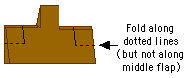 Fold along
dotted lines
(but not along
middle flap)